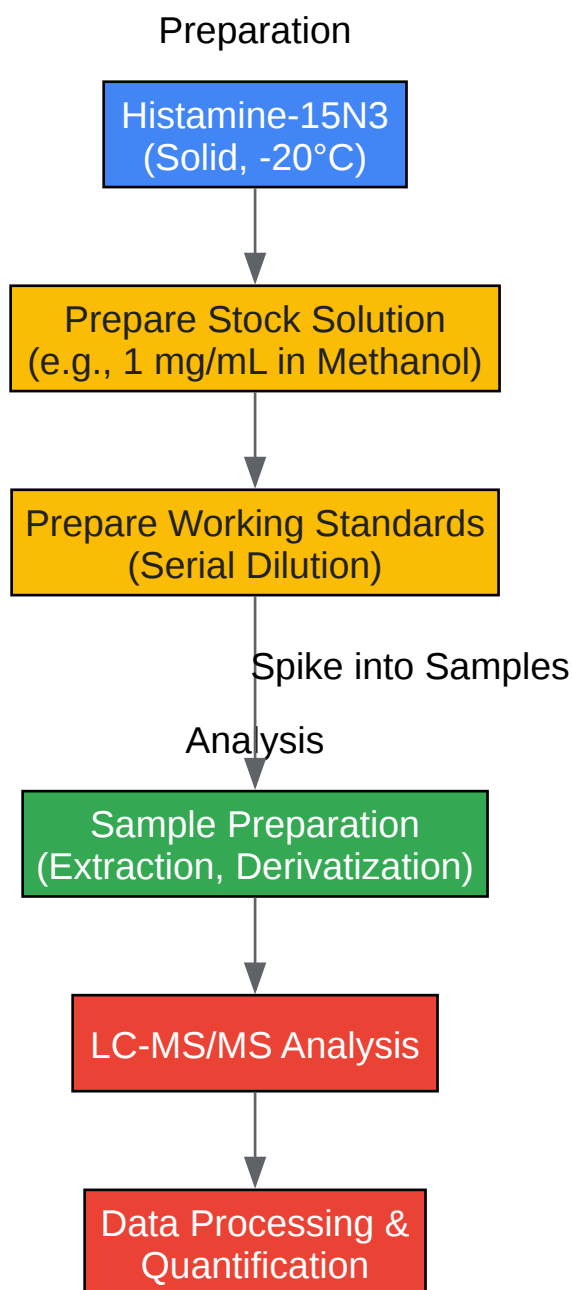 Preparation
Histamine-15N3
(Solid, -20°C)
Prepare Stock Solution
(e.g., 1 mg/mL in Methanol)
Prepare Working Standards
(Serial Dilution)
Spike into Samples
Analysis
Sample Preparation
(Extraction, Derivatization)
LC-MS/MS Analysis
Data Processing &
Quantification